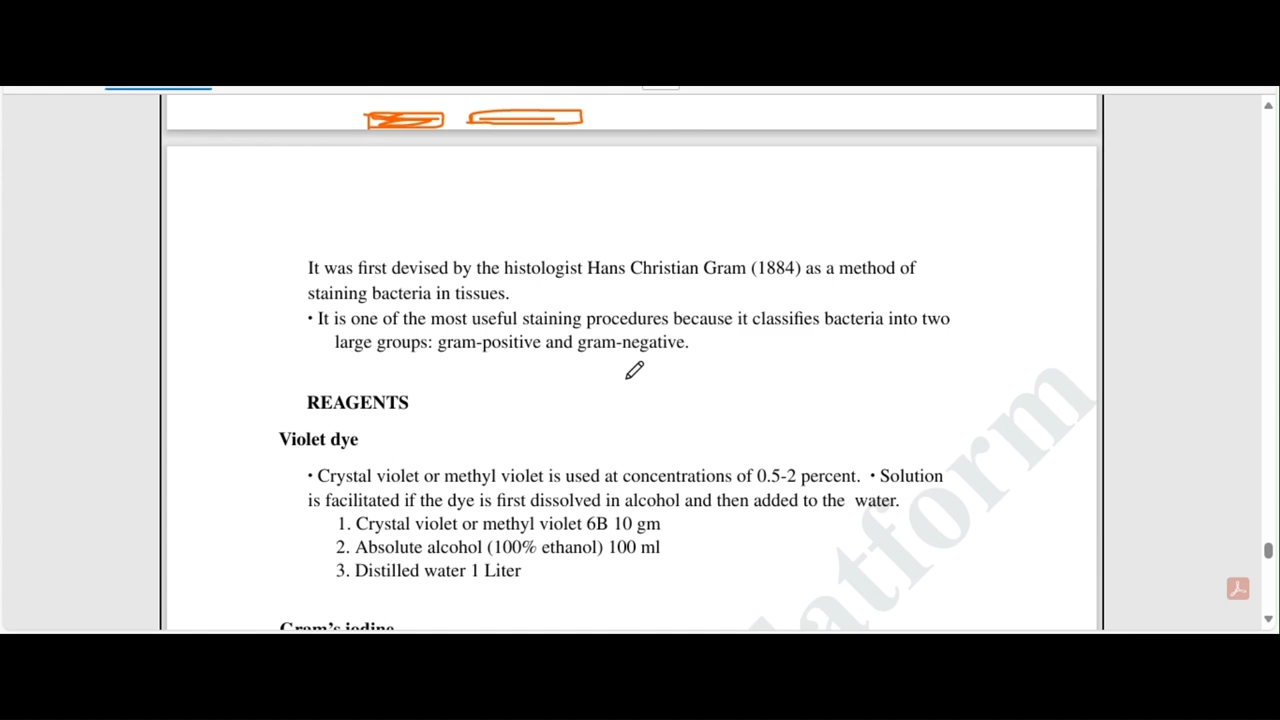 It was first devised by the histologist Hans Christian Gram (1884) as a method of
staining bacteria in tissues.
• It is one of the most useful staining procedures because it classifies bacteria into two
large groups: gram-positive and gram-negative.
REAGENTS
Violet dye
• Crystal violet or methyl violet is used at concentrations of 0.5-2 percent. • Solution
is facilitated if the dye is first dissolved in alcohol and then added to the water.
1. Crystal violet or methyl violet 6B 10 gm
2. Absolute alcohol (100% ethanol) 100 ml
3. Distilled water 1 Liter
Gram's iodine